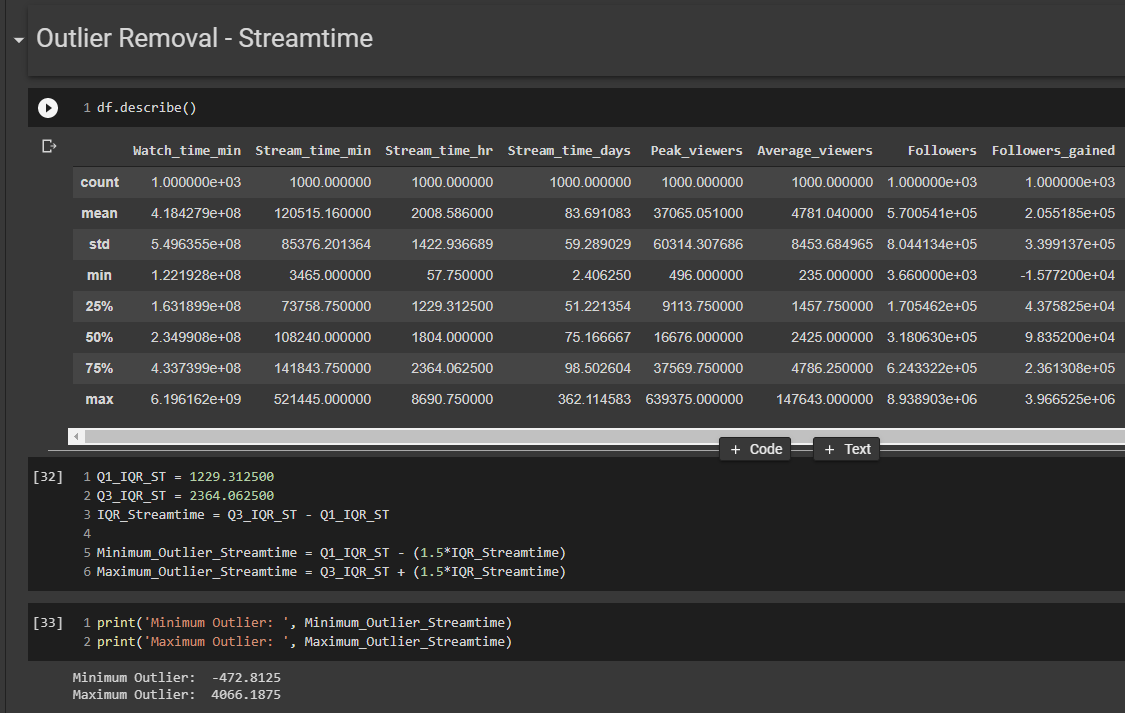 Outlier Removal - Streamtime
1 df.describe()
Watch_time_min Stream_time_min Stream_time_hr Stream_time_days Peak_viewers Average_viewers Followers Followers_gained
count 1.000000e+03 1000.000000 1000.000000 1000.000000 1000.000000 1000.000000 1.000000e+03 1.000000e+03
mean 4.184279e+08 120515.160000 2008.586000 83.691083 37065.051000 4781.040000 5.700541e+05 2.055185e+05
std 5.496355e+08 85376.201364 1422.936689 59.289029 60314.307686 8453.684965 8.044134e+05 3.399137e+05
min 1.221928e+08 3465.000000 57.750000 2.406250 496.000000 235.000000 3.660000e+03 -1.577200e+04
25% 1.631899e+08 73758.750000 1229.312500 51.221354 9113.750000 1457.750000 1.705462e+05 4.375825e+04
50% 2.349908e+08 108240.000000 1804.000000 75.166667 16676.000000 2425.000000 3.180630e+05 9.835400e+04
75% 4.337399e+08 141843.750000 2364.062500 98.502604 37569.750000 4786.250000 6.243322e+05 2.361308e+05
max 6.196162e+09 521445.000000 8690.750000 362.114583 639375.000000 147643.000000 8.938903e+06 3.966525e+06
+ Code + Text
[32] 1 Q1_IQR_ST = 1229.312500
2 Q3_IQR_ST = 2364.062500
3 IQR_Streamtime = Q3_IQR_ST - Q1_IQR_ST
4
5 Minimum_Outlier_Streamtime = Q1_IQR_ST - (1.5*IQR_Streamtime)
6 Maximum_Outlier_Streamtime = Q3_IQR_ST + (1.5*IQR_Streamtime)
[33] 1 print('Minimum Outlier: ', Minimum_Outlier_Streamtime)
2 print('Maximum Outlier: ', Maximum_Outlier_Streamtime)
Minimum Outlier:  -472.8125
Maximum Outlier:  4066.1875